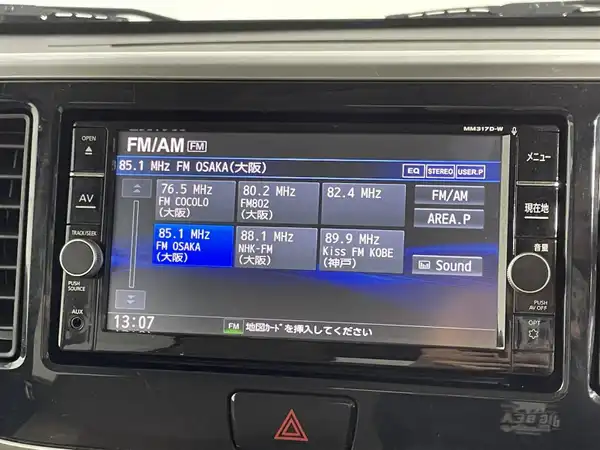 MM317D-W
OPEN
AV
TRACK/SEEK
PUSH
SOURCE
AUX
FM/AM FM
85.1 MHz FM OSAKA(大阪)
EQ STEREO USER.P
76.5 MHz
FM COCOLO
(大阪)
80.2 MHz
FM802
(大阪)
82.4 MHz
FM/AM
AREA.P
85.1 MHz
FM OSAKA
(大阪)
88.1 MHz
NHK-FM
(大阪)
89.9 MHz
Kiss FM KOBE
(神戸)
Sound
13:07
FM 地図ｶｰﾄﾞを挿入してください
メニュー
現在地
音量
PUSH
AV OFF
OPT